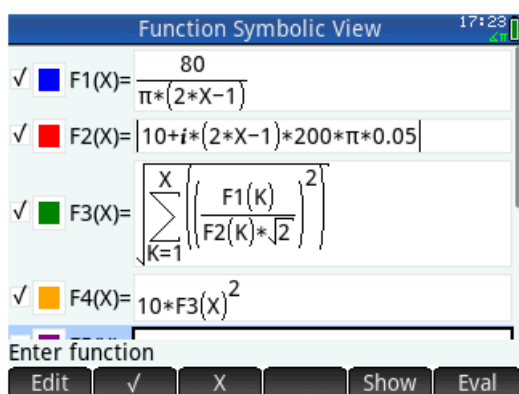 Function Symbolic View 17:23
∡π
√ F1(X)= 80/(π*(2*X−1))
√ F2(X)= |10+i*(2*X−1)*200*π*0.05|
√ F3(X)= √(∑_{K=1}^{X} ((F1(K)/(F2(K)*√2))^2))
√ F4(X)= 10*F3(X)^2
Enter function
Edit √ X Show Eval